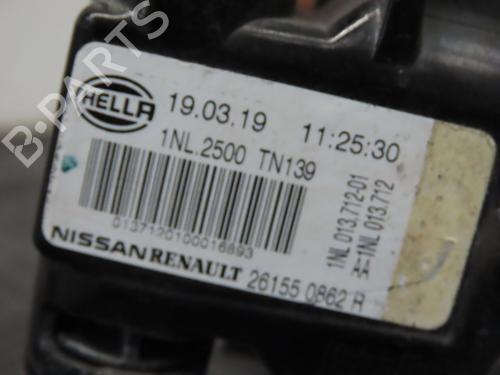 B-PARTS
HELLA
19.03.19 11:25:30
1NL.2500 TN139
0137120100016893
NISSAN RENAULT 26155 0862 R
1NL 013.712-01
AA-1NL 013.712